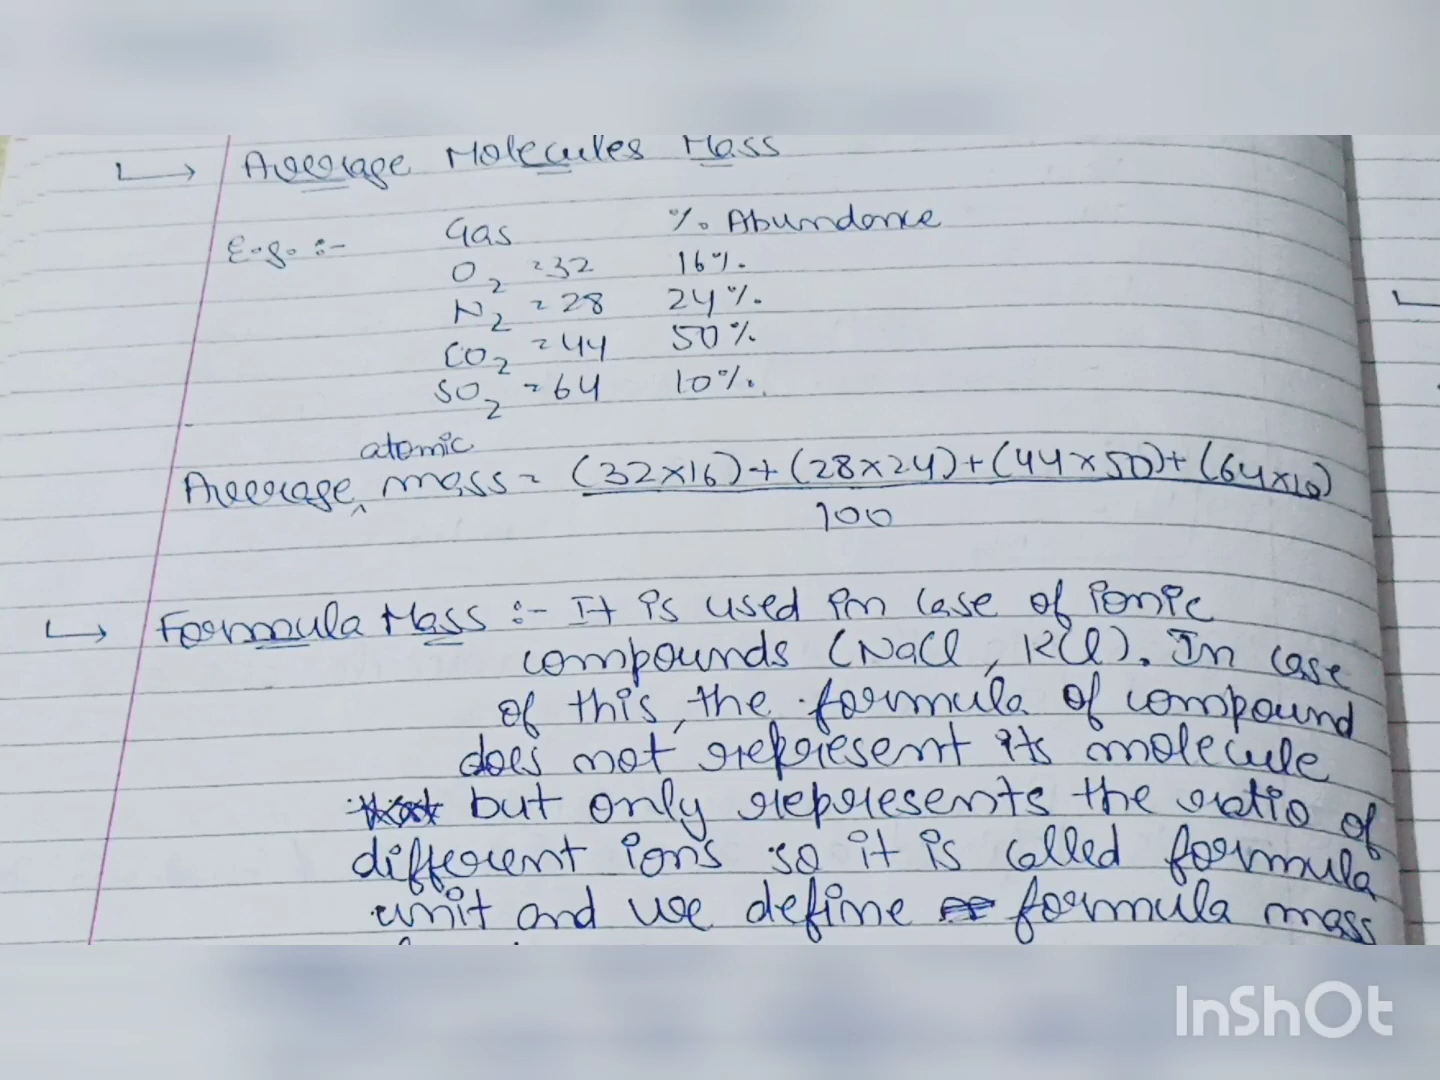 ↳ Average Molecules Mass
E.g. :- Gas % Abundance
O2 = 32 16%.
N2 = 28 24%.
CO2 = 44 50%
SO2 = 64 10%.
atomic
Average ‸ mass = (32×16)+(28×24)+(44×50)+(64×10)
100
↳ Formula Mass :- It is used in case of ionic
compounds (NaCl, KCl). In case
of this, the formula of compound
does not represent its molecule
but only represents the ratio of
different ions so it is called formula
unit and we define formula mass
InShOt